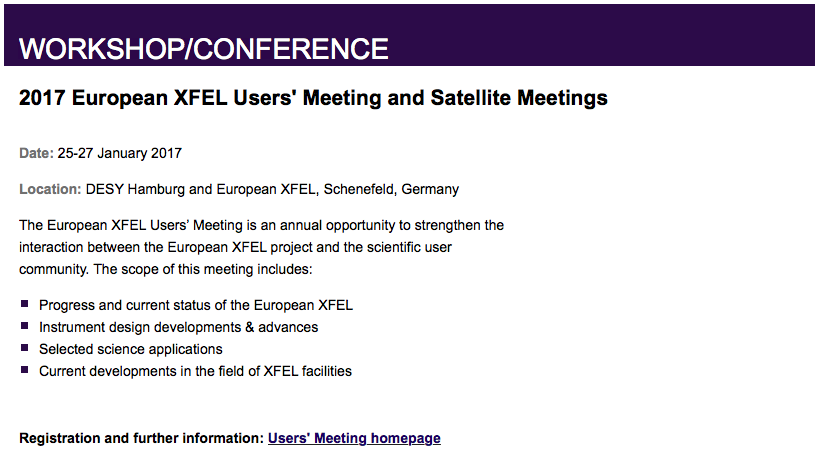 WORKSHOP/CONFERENCE
2017 European XFEL Users' Meeting and Satellite Meetings
Date: 25-27 January 2017
Location: DESY Hamburg and European XFEL, Schenefeld, Germany
The European XFEL Users’ Meeting is an annual opportunity to strengthen the
interaction between the European XFEL project and the scientific user
community. The scope of this meeting includes:
Progress and current status of the European XFEL
Instrument design developments & advances
Selected science applications
Current developments in the field of XFEL facilities
Registration and further information: Users' Meeting homepage